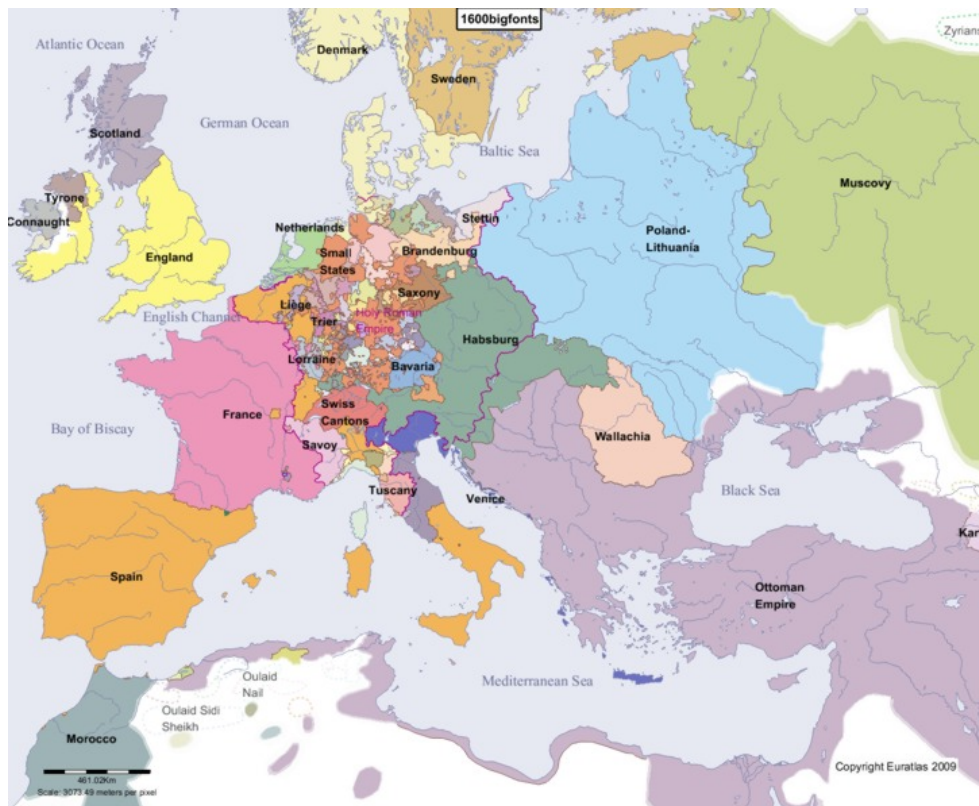 1600bigfonts
Atlantic Ocean
Zyrians
Denmark
Sweden
German Ocean
Scotland
Baltic Sea
Muscovy
Tyrone
Connaught
Stettin
Netherlands
Poland-
Lithuania
Brandenburg
England
Small
States
Saxony
Liège
English Channel
Trier
Holy Roman
Empire
Habsburg
Lorraine
Bavaria
Swiss
Cantons
France
Bay of Biscay
Wallachia
Savoy
Tuscany
Venice
Black Sea
Kar
Spain
Ottoman
Empire
Oulaid
Nail
Mediterranean Sea
Oulaid Sidi
Sheikh
Morocco
461.02Km
Scale: 3073.49 meters per pixel
Copyright Euratlas 2009